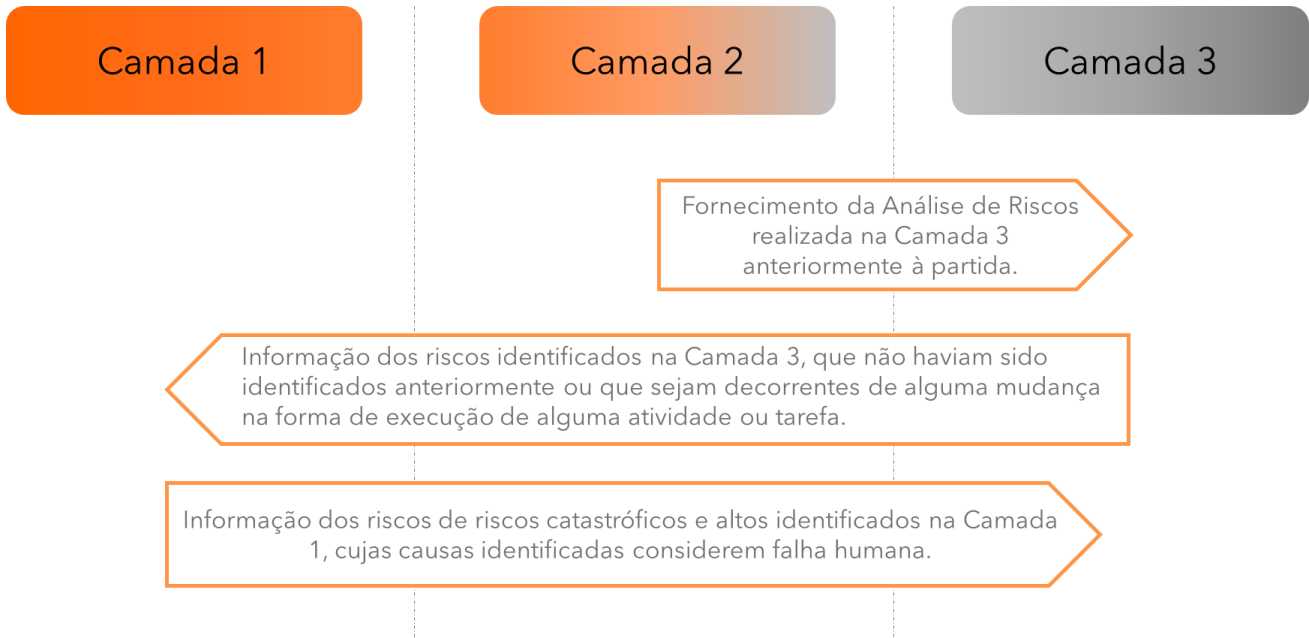 Camada 1
Camada 2
Camada 3
Fornecimento da Análise de Riscos
realizada na Camada 3
anteriormente à partida.
Informação dos riscos identificados na Camada 3, que não haviam sido
identificados anteriormente ou que sejam decorrentes de alguma mudança
na forma de execução de alguma atividade ou tarefa.
Informação dos riscos de riscos catastróficos e altos identificados na Camada
1, cujas causas identificadas considerem falha humana.